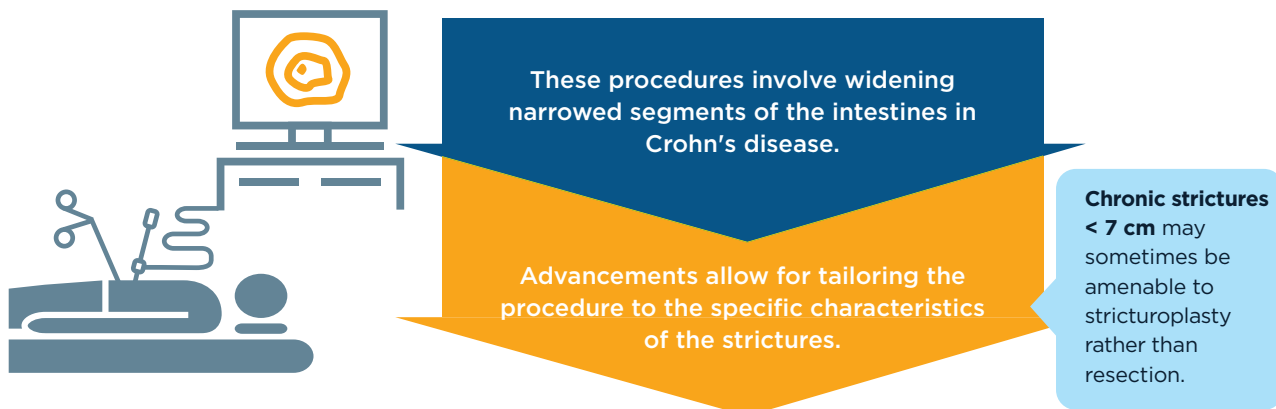 These procedures involve widening
narrowed segments of the intestines in
Crohn's disease.
Advancements allow for tailoring the
procedure to the specific characteristics
of the strictures.
Chronic strictures
< 7 cm may
sometimes be
amenable to
stricturoplasty
rather than
resection.